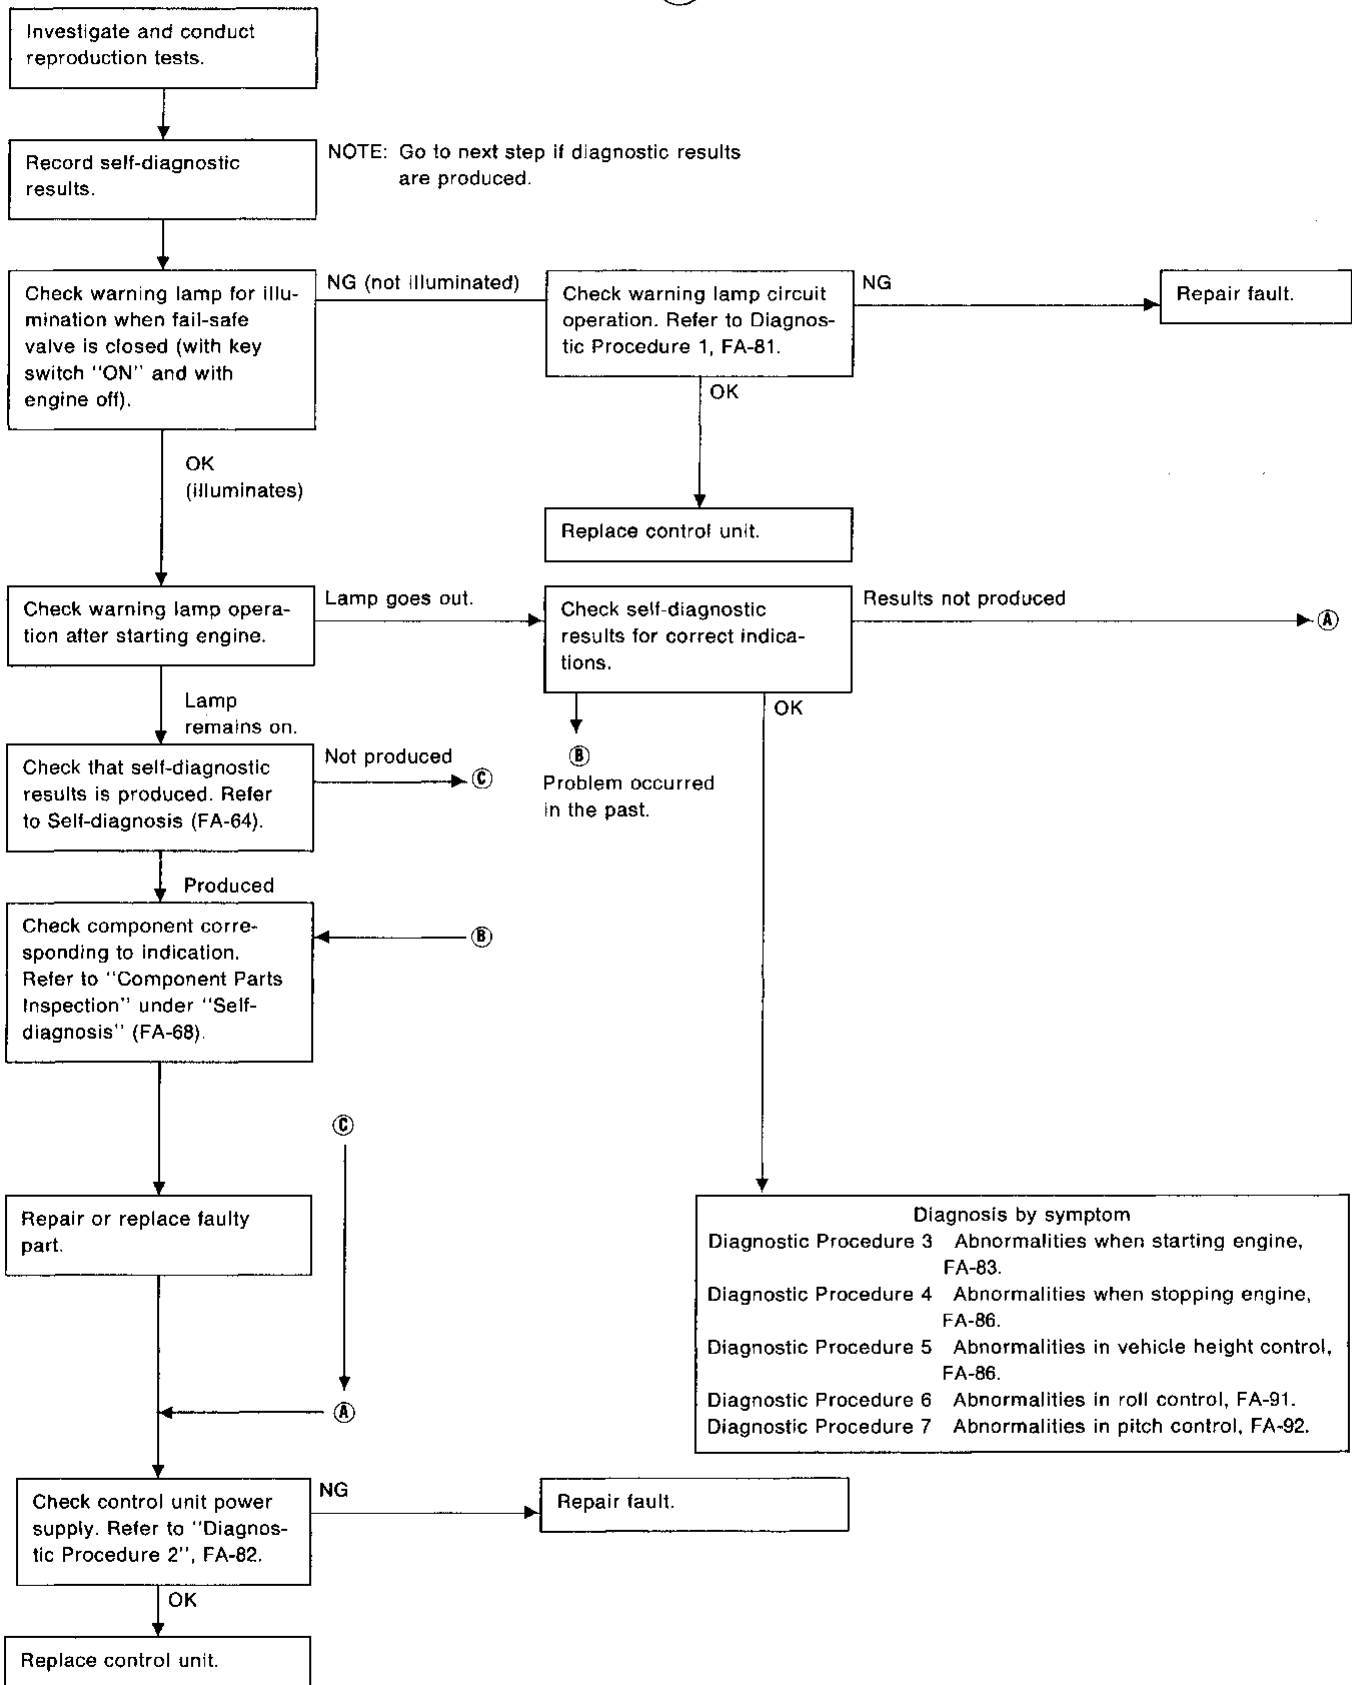 Investigate and conduct
reproduction tests.
Record self-diagnostic
results.
NOTE: Go to next step if diagnostic results
are produced.
Check warning lamp for illu-
mination when fail-safe
valve is closed (with key
switch "ON" and with
engine off).
NG (not illuminated)
Check warning lamp circuit
operation. Refer to Diagnos-
tic Procedure 1, FA-81.
NG
Repair fault.
OK
OK
(illuminates)
Replace control unit.
Check warning lamp opera-
tion after starting engine.
Lamp goes out.
Check self-diagnostic
results for correct indica-
tions.
Results not produced
A
Lamp
remains on.
OK
B
Problem occurred
in the past.
Check that self-diagnostic
results is produced. Refer
to Self-diagnosis (FA-64).
Not produced
C
Produced
Check component corre-
sponding to indication.
Refer to "Component Parts
Inspection" under "Self-
diagnosis" (FA-68).
B
C
Repair or replace faulty
part.
Diagnosis by symptom
Diagnostic Procedure 3 Abnormalities when starting engine,
FA-83.
Diagnostic Procedure 4 Abnormalities when stopping engine,
FA-86.
Diagnostic Procedure 5 Abnormalities in vehicle height control,
FA-86.
Diagnostic Procedure 6 Abnormalities in roll control, FA-91.
Diagnostic Procedure 7 Abnormalities in pitch control, FA-92.
A
Check control unit power
supply. Refer to "Diagnos-
tic Procedure 2", FA-82.
NG
Repair fault.
OK
Replace control unit.